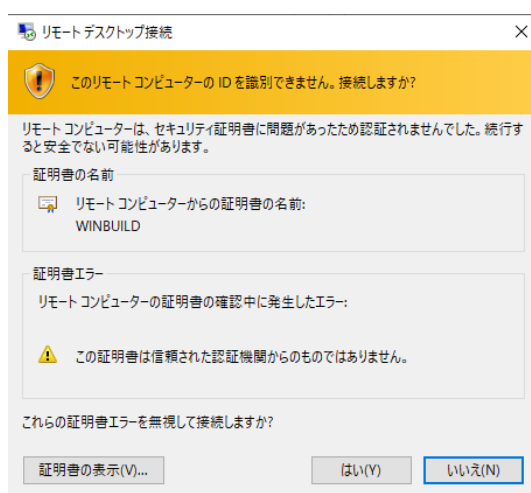 リモート デスクトップ接続
このリモート コンピューターの ID を識別できません。接続しますか?
リモート コンピューターは、セキュリティ証明書に問題があったため認証されませんでした。続行す
ると安全でない可能性があります。
証明書の名前
リモート コンピューターからの証明書の名前:
WINBUILD
証明書エラー
リモート コンピューターの証明書の確認中に発生したエラー:
この証明書は信頼された認証機関からのものではありません。
これらの証明書エラーを無視して接続しますか?
証明書の表示(V)...
はい(Y)
いいえ(N)